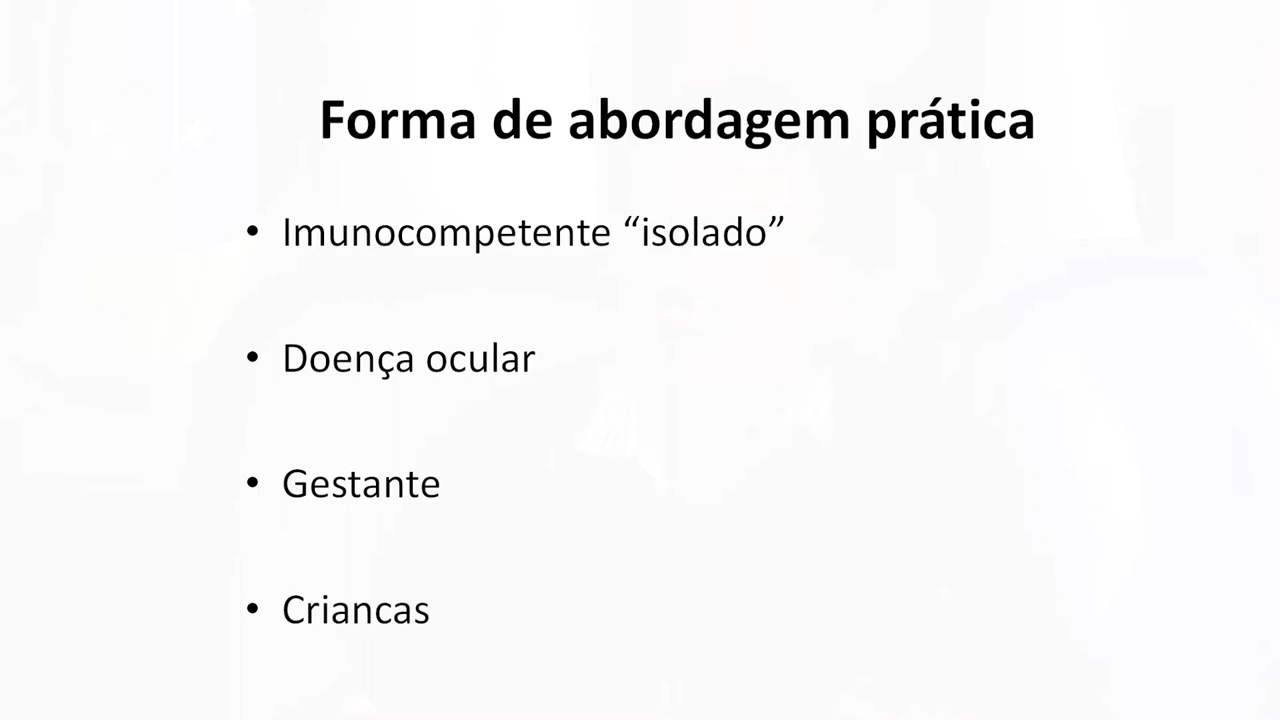 Forma de abordagem prática
• Imunocompetente “isolado”
• Doença ocular
• Gestante
• Criancas